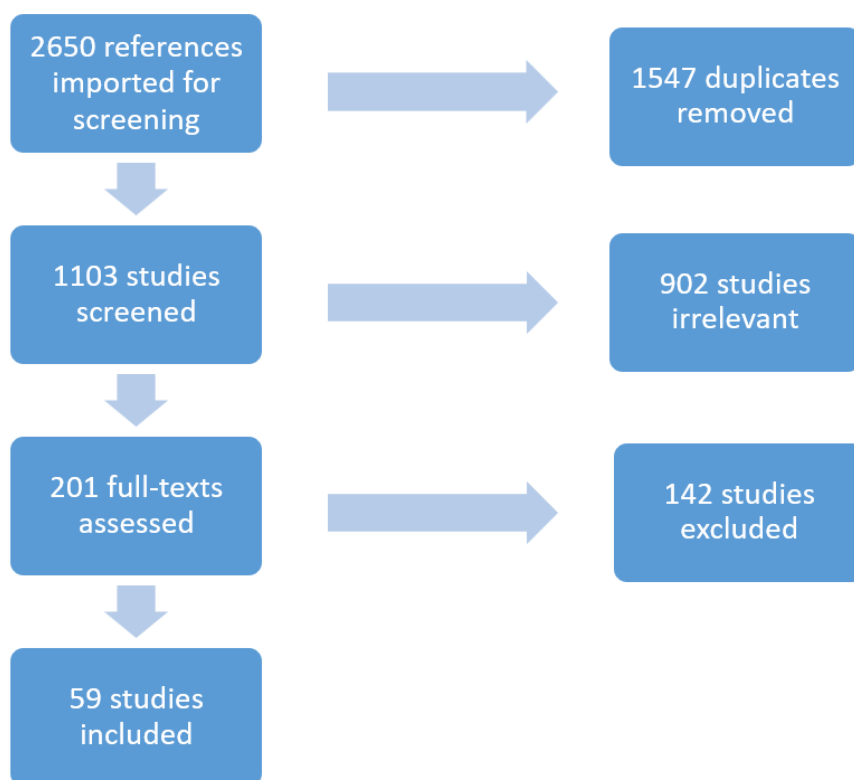 2650 references
imported for
screening
1547 duplicates
removed
1103 studies
screened
902 studies
irrelevant
201 full-texts
assessed
142 studies
excluded
59 studies
included